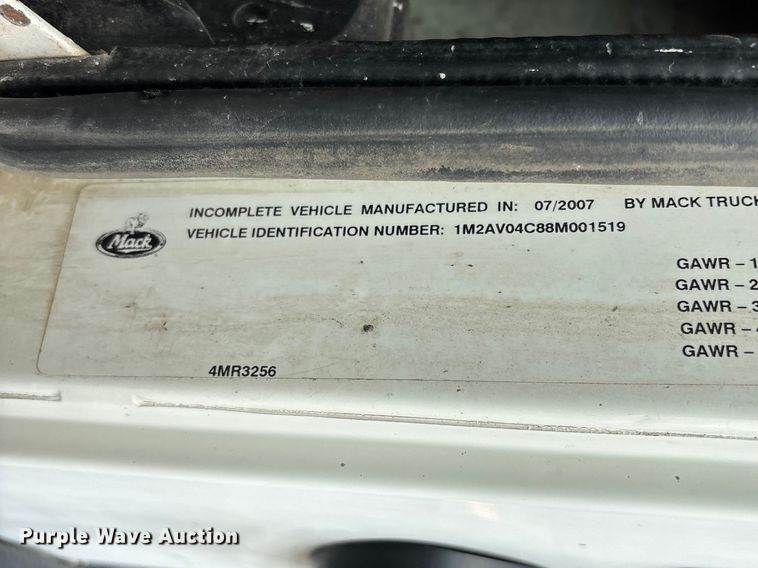 INCOMPLETE VEHICLE MANUFACTURED IN: 07/2007 BY MACK TRUCK
VEHICLE IDENTIFICATION NUMBER: 1M2AV04C88M001519
Mack
GAWR – 1
GAWR – 2
GAWR – 3
GAWR – 4
GAWR –
4MR3256
Purple Wave Auction